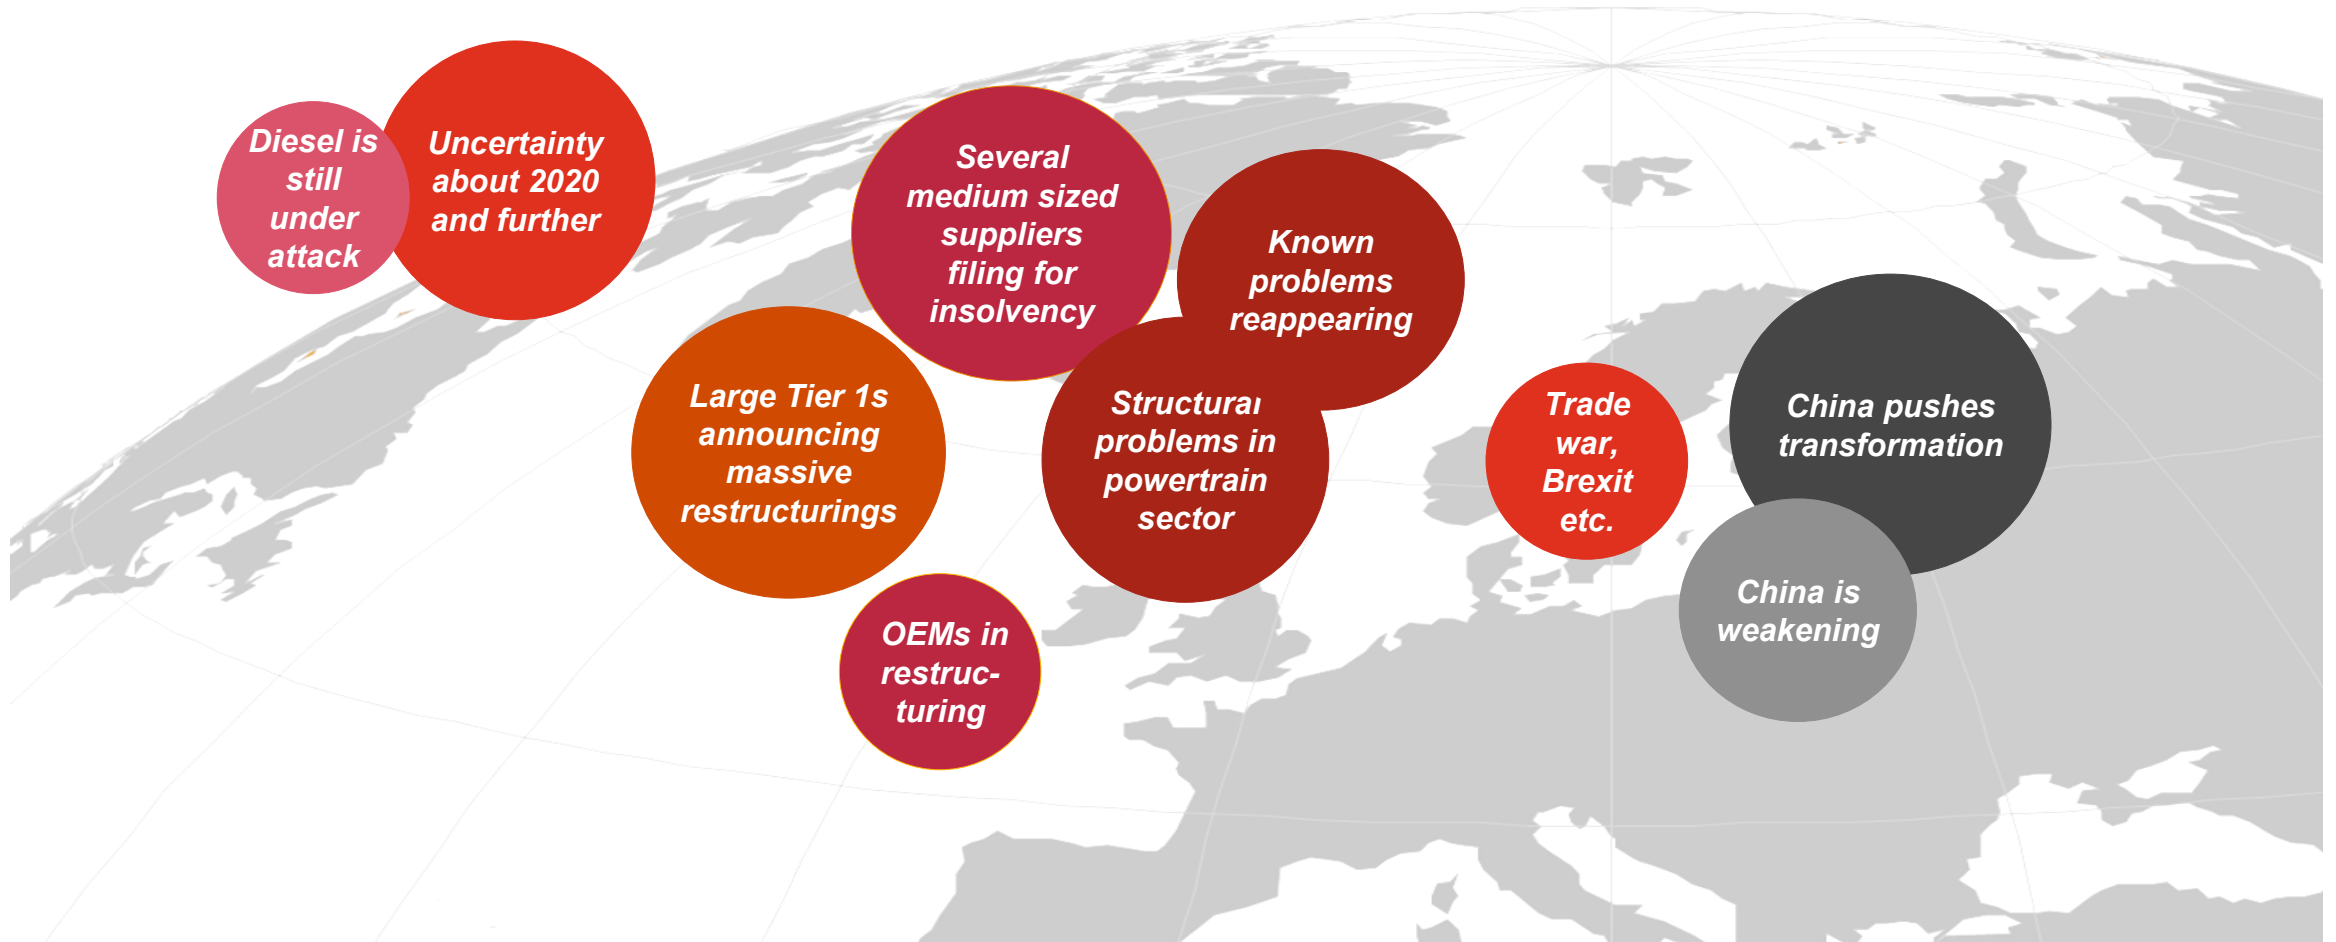 Diesel is
still
under
attack
Uncertainty
about 2020
and further
Several
medium sized
suppliers
filing for
insolvency
Known
problems
reappearing
Large Tier 1s
announcing
massive
restructurings
Structural
problems in
powertrain
sector
Trade
war,
Brexit
etc.
China pushes
transformation
China is
weakening
OEMs in
restruc-
turing